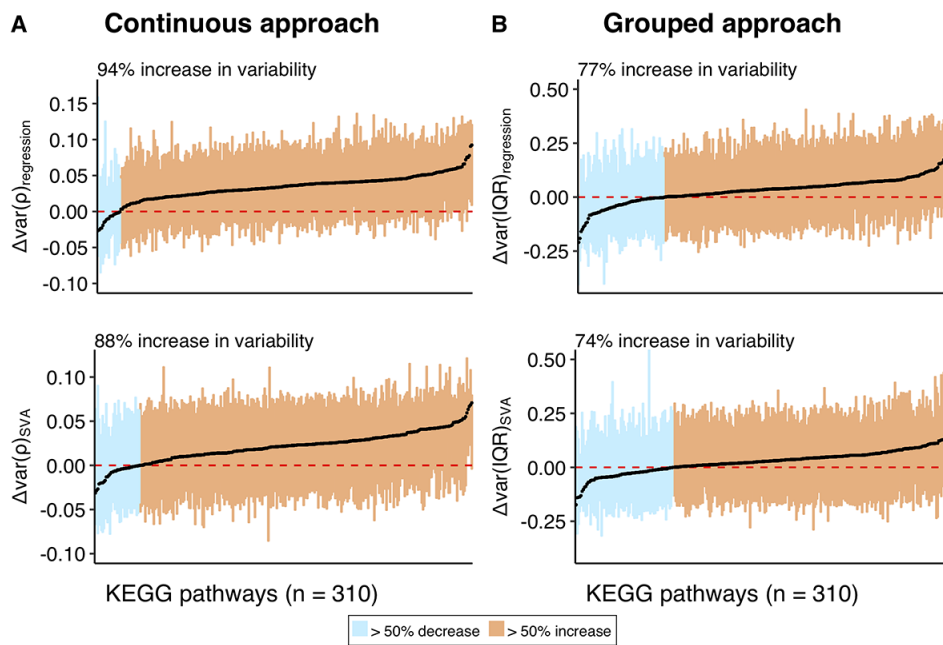 A Continuous approach
B Grouped approach
94% increase in variability
Δvar(ρ)regression
0.15
0.10
0.05
0.00
-0.05
-0.10
77% increase in variability
Δvar(IQR)regression
0.50
0.25
0.00
-0.25
88% increase in variability
Δvar(ρ)SVA
0.10
0.05
0.00
-0.05
-0.10
KEGG pathways (n = 310)
74% increase in variability
Δvar(IQR)SVA
0.50
0.25
0.00
-0.25
KEGG pathways (n = 310)
> 50% decrease > 50% increase